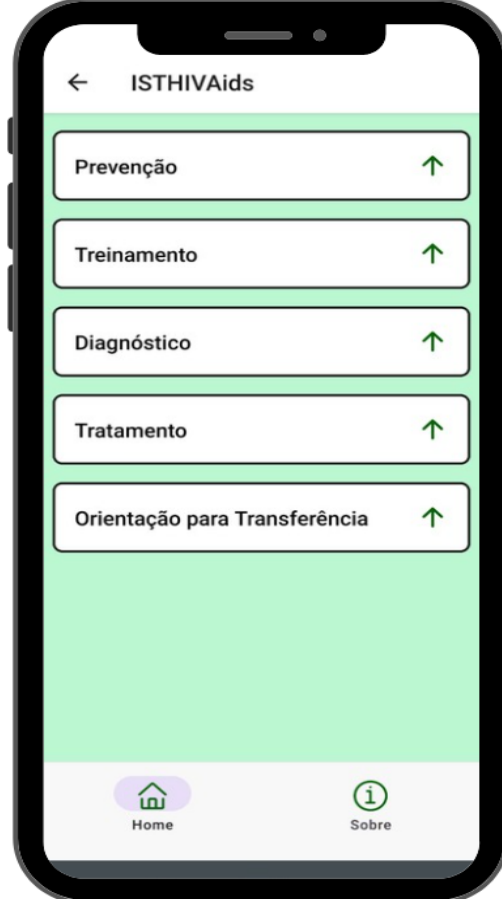 ISTHIVAids
Prevenção
Treinamento
Diagnóstico
Tratamento
Orientação para Transferência
Home
Sobre